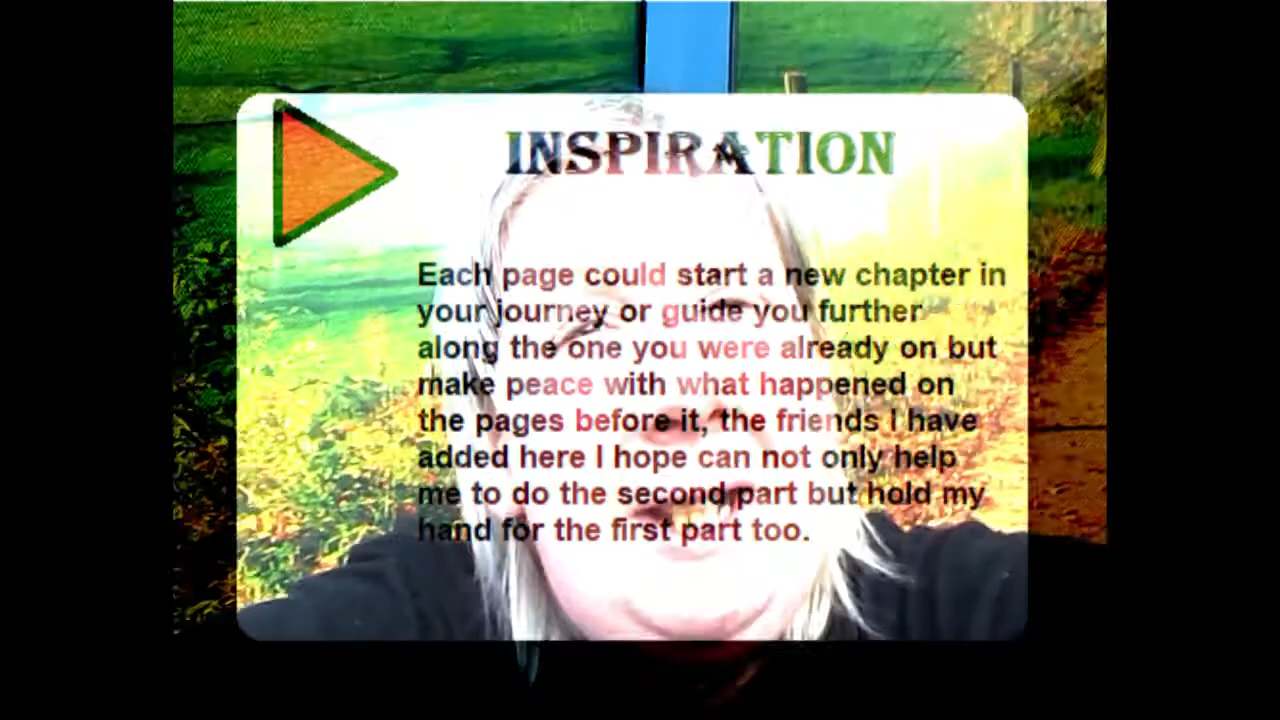 INSPIRATION
Each page could start a new chapter in
your journey or guide you further
along the one you were already on but
make peace with what happened on
the pages before it, the friends I have
added here I hope can not only help
me to do the second part but hold my
hand for the first part too.